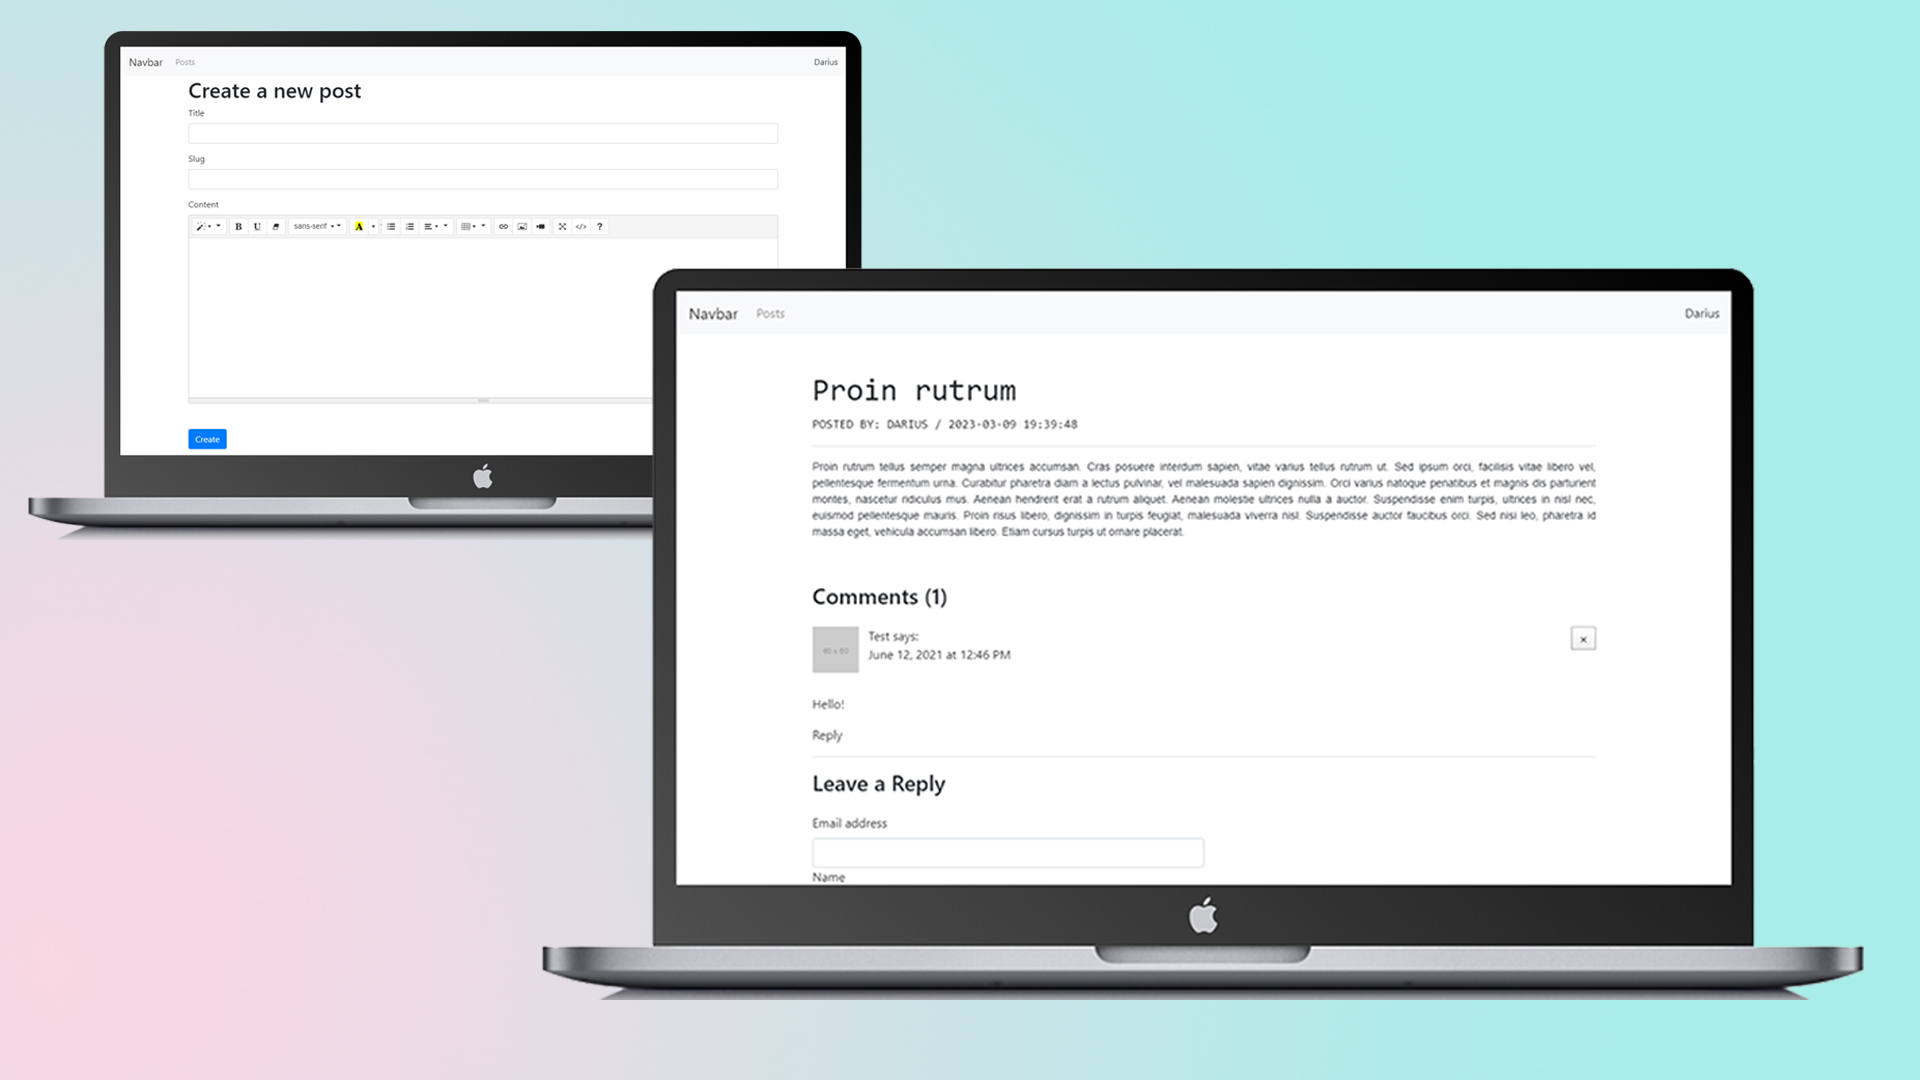 Navbar Posts Darius
Create a new post
Title
Slug
Content
B U sans-serif A </> ?
Create
Navbar Posts Darius
Proin rutrum
POSTED BY: DARIUS / 2023-03-09 19:39:48
Proin rutrum tellus semper magna ultrices accumsan. Cras posuere interdum sapien, vitae varius tellus rutrum ut. Sed ipsum orci, facilisis vitae libero vel,
pellentesque fermentum urna. Curabitur pharetra diam a lectus pulvinar, vel malesuada sapien dignissim. Orci varius natoque penatibus et magnis dis parturient
montes, nascetur ridiculus mus. Aenean hendrerit erat a rutrum aliquet. Aenean molestie ultrices nulla a auctor. Suspendisse enim turpis, ultrices in nisl nec,
euismod pellentesque mauris. Proin risus libero, dignissim in turpis feugiat, malesuada viverra nisl. Suspendisse auctor faucibus orci. Sed nisi leo, pharetra id
massa eget, vehicula accumsan libero. Etiam cursus turpis ut ornare placerat.
Comments (1)
60 x 60
Test says:
June 12, 2021 at 12:46 PM
×
Hello!
Reply
Leave a Reply
Email address
Name